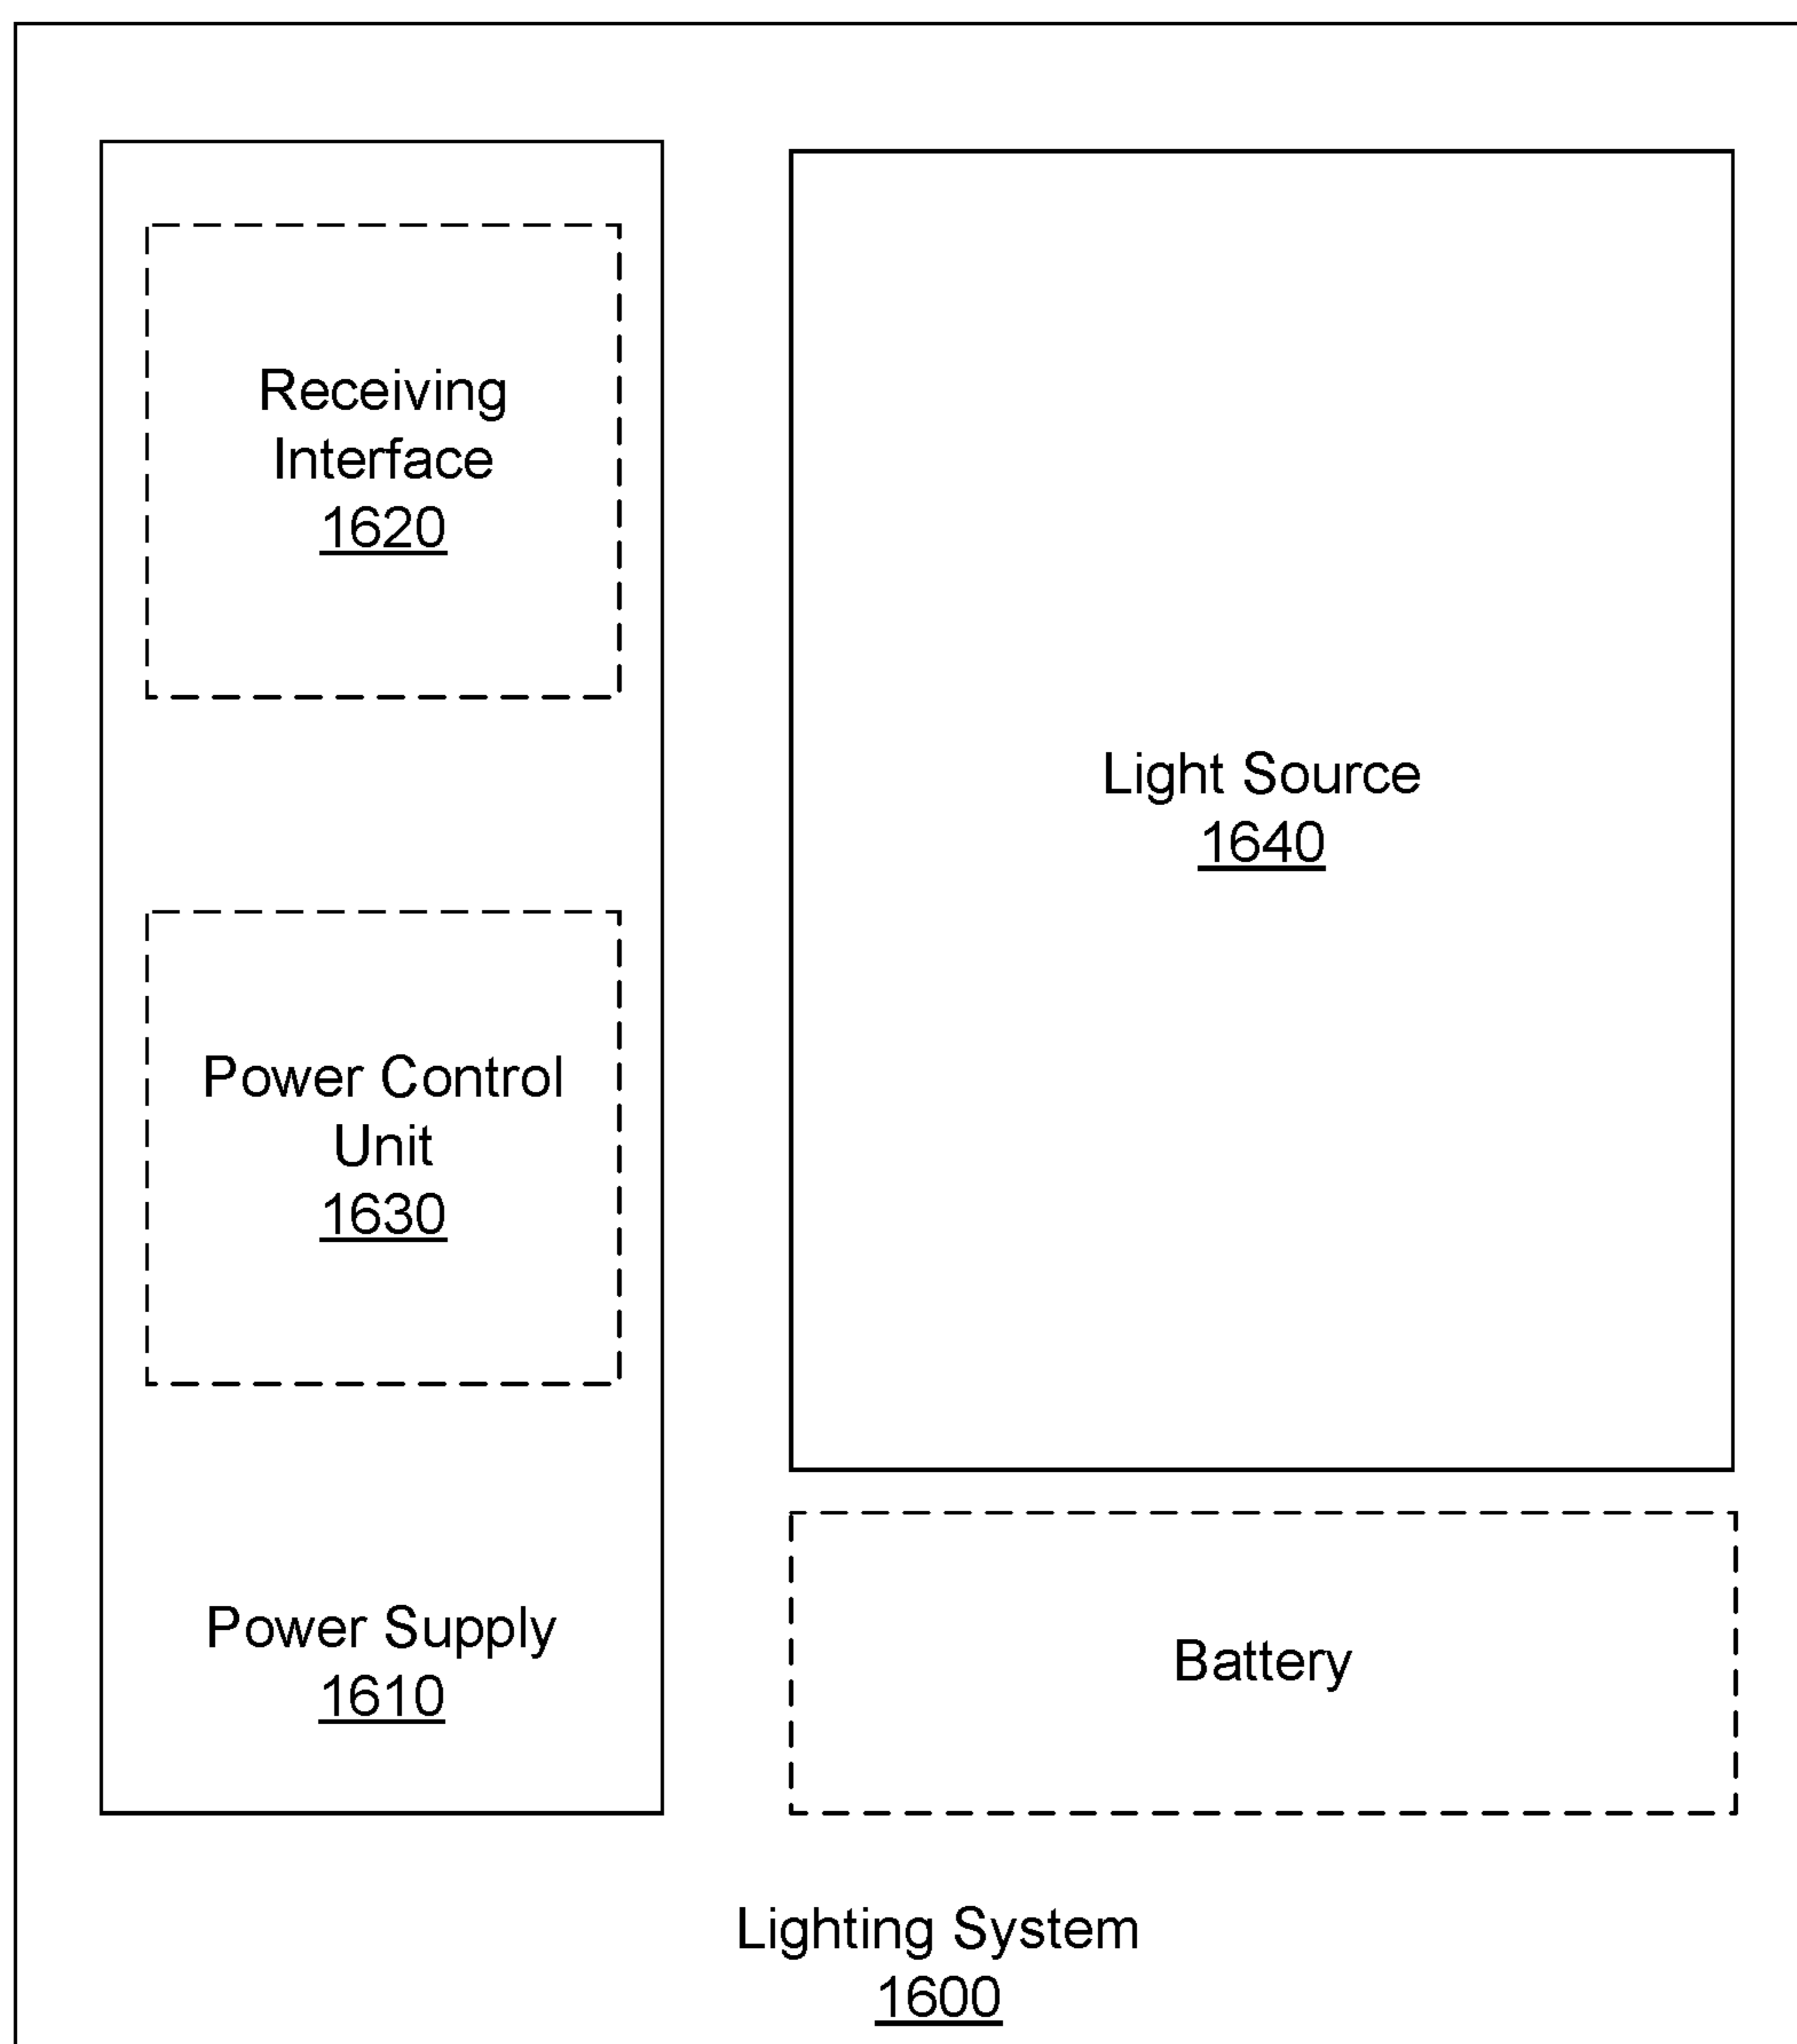 Receiving
Interface
1620
Power Control
Unit
1630
Power Supply
1610
Light Source
1640
Battery
Lighting System
1600